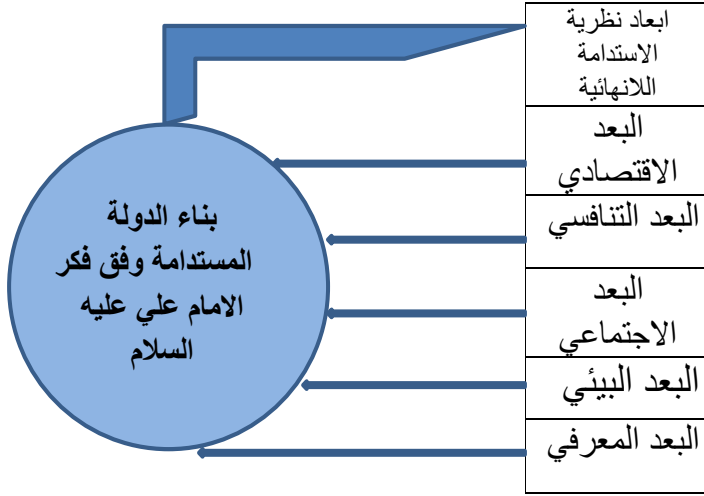 ابعاد نظرية
الاستدامة
اللانهائية
البعد
الاقتصادي
البعد التنافسي
البعد
الاجتماعي
البعد البيئي
البعد المعرفي
بناء الدولة
المستدامة وفق فكر
الامام علي عليه
السلام